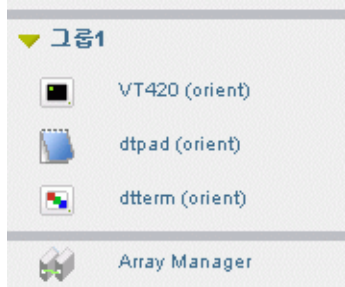 그룹1
VT420 (orient)
dtpad (orient)
dtterm (orient)
Array Manager